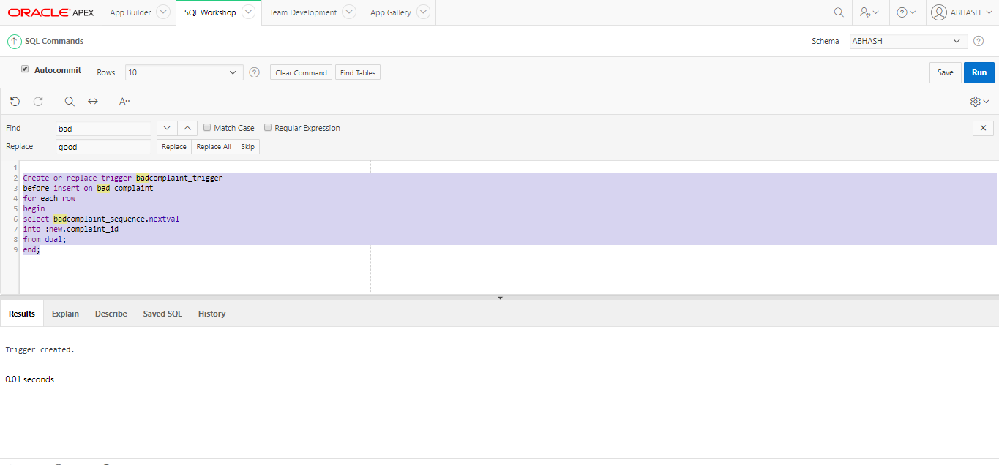 ORACLE APEX App Builder SQL Workshop Team Development App Gallery ABHASH
SQL Commands Schema ABHASH
Autocommit Rows 10 Clear Command Find Tables Save Run
A
Find bad Match Case Regular Expression
Replace good Replace Replace All Skip
1
2 Create or replace trigger badcomplaint_trigger
3 before insert on bad_complaint
4 for each row
5 begin
6 select badcomplaint_sequence.nextval
7 into :new.complaint_id
8 from dual;
9 end;
Results Explain Describe Saved SQL History
Trigger created.
0.01 seconds